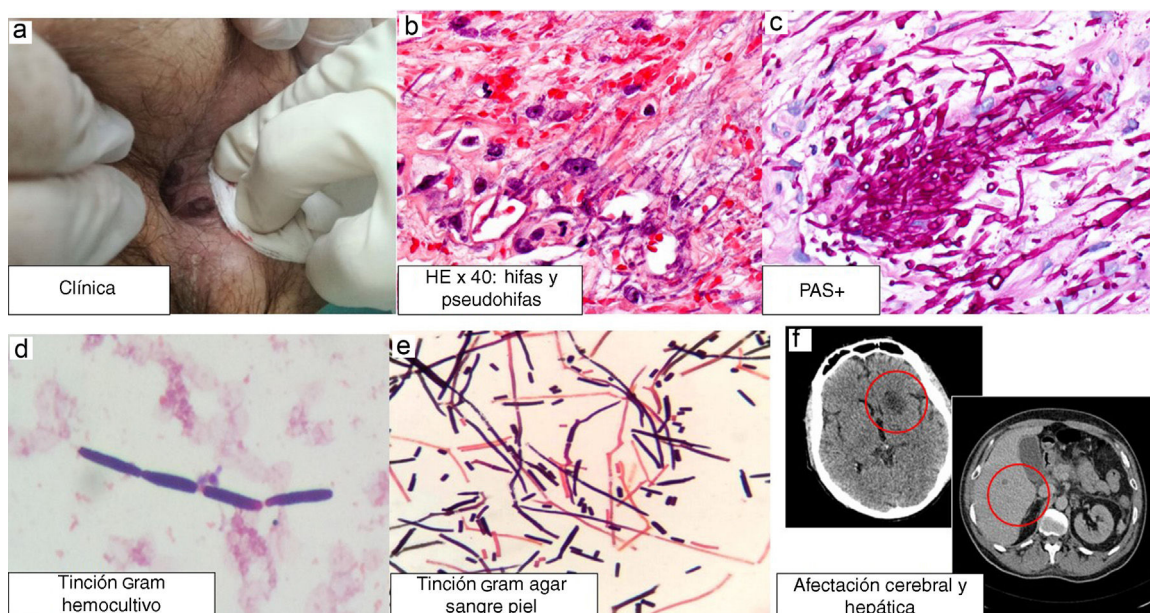 a
Clínica
b
HE x 40: hifas y
pseudohifas
c
PAS+
d
Tinción Gram
hemocultivo
e
Tinción Gram agar
sangre piel
f
Afectación cerebral y
hepática